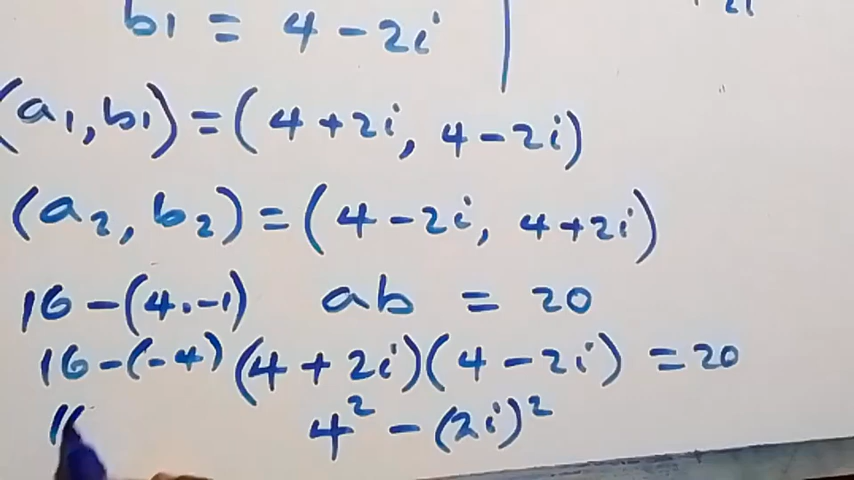 b1 = 4 - 2i
(a1, b1) = (4 + 2i, 4 - 2i)
(a2, b2) = (4 - 2i, 4 + 2i)
16 - (4 . -1) ab = 20
16 - (-4) (4 + 2i)(4 - 2i) = 20
4² - (2i)²